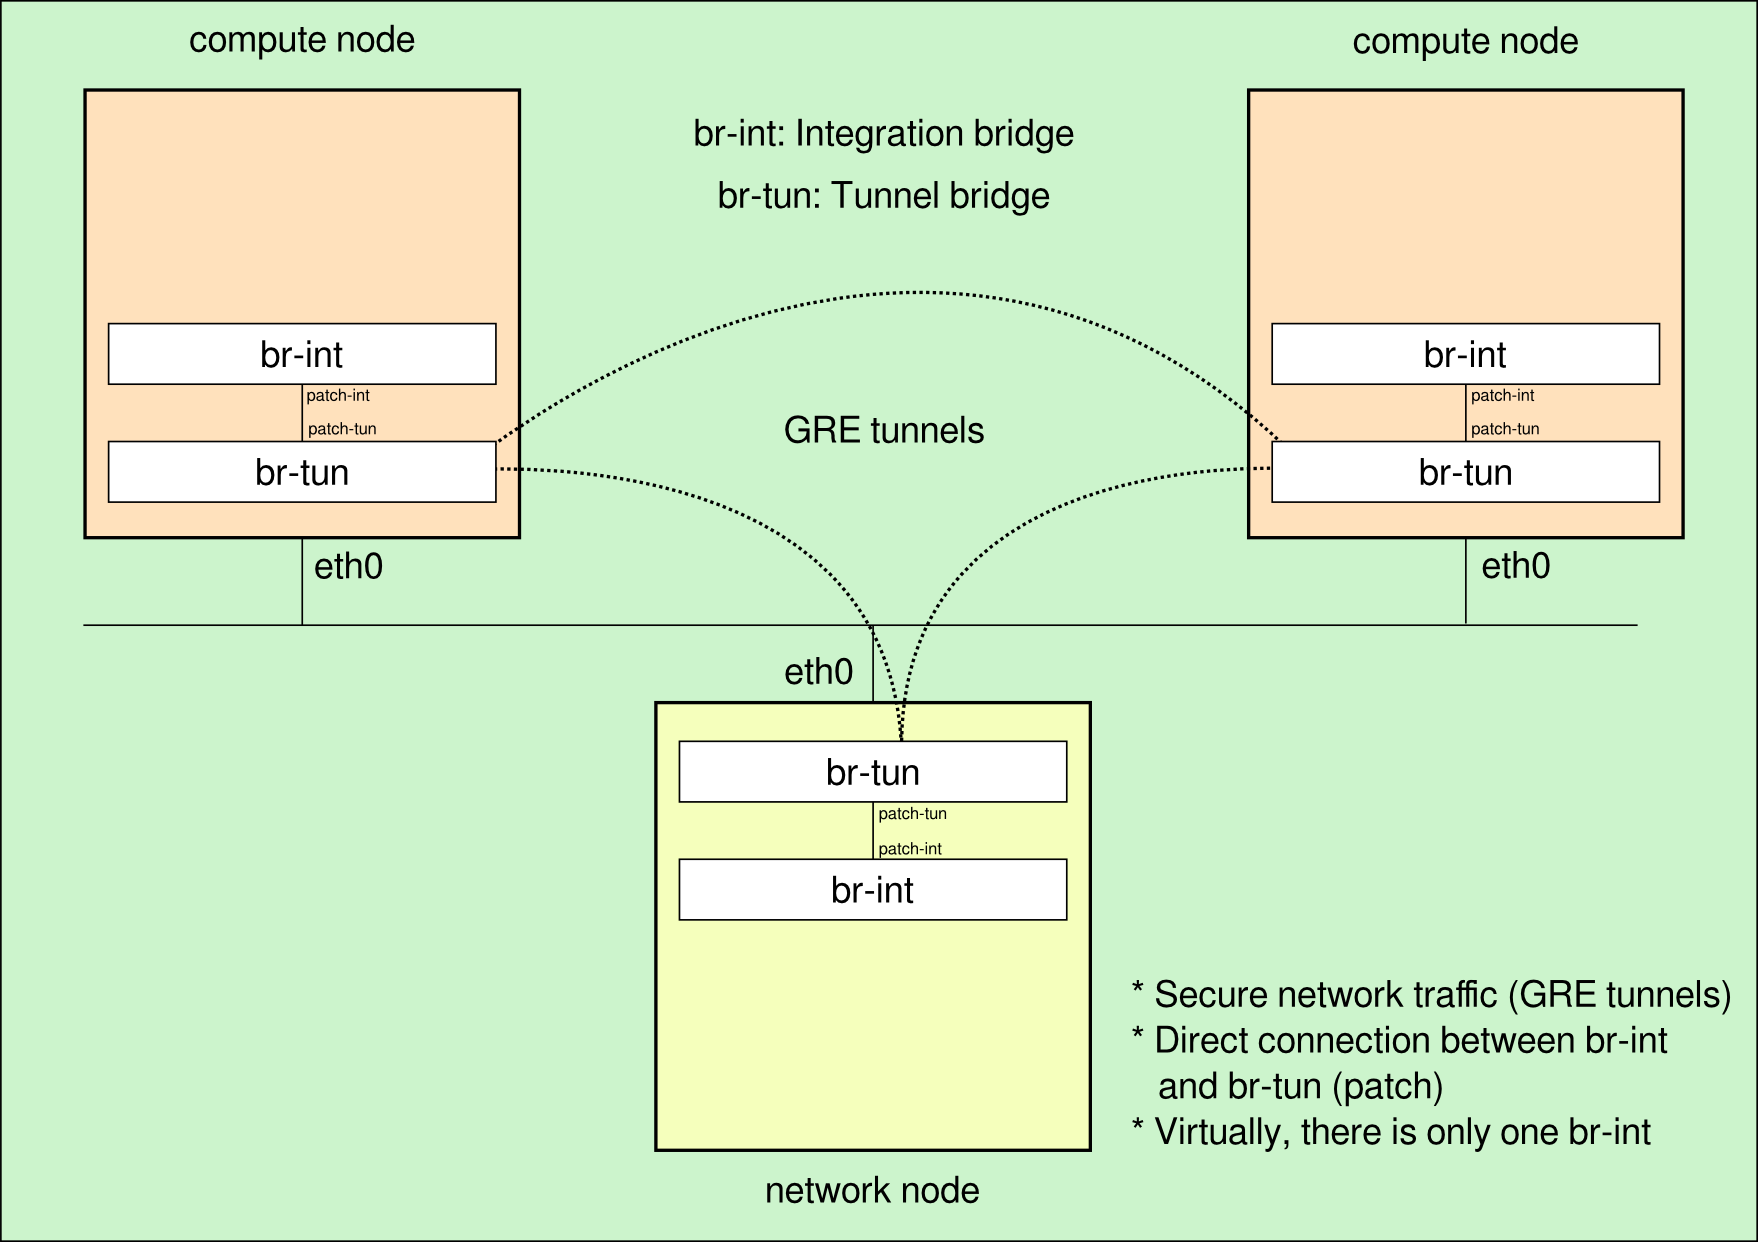 compute node
compute node
br-int: Integration bridge
br-tun: Tunnel bridge
br-int
patch-int
patch-tun
br-tun
eth0
GRE tunnels
br-int
patch-int
patch-tun
br-tun
eth0
eth0
br-tun
patch-tun
patch-int
br-int
network node
* Secure network traffic (GRE tunnels)
* Direct connection between br-int
and br-tun (patch)
* Virtually, there is only one br-int